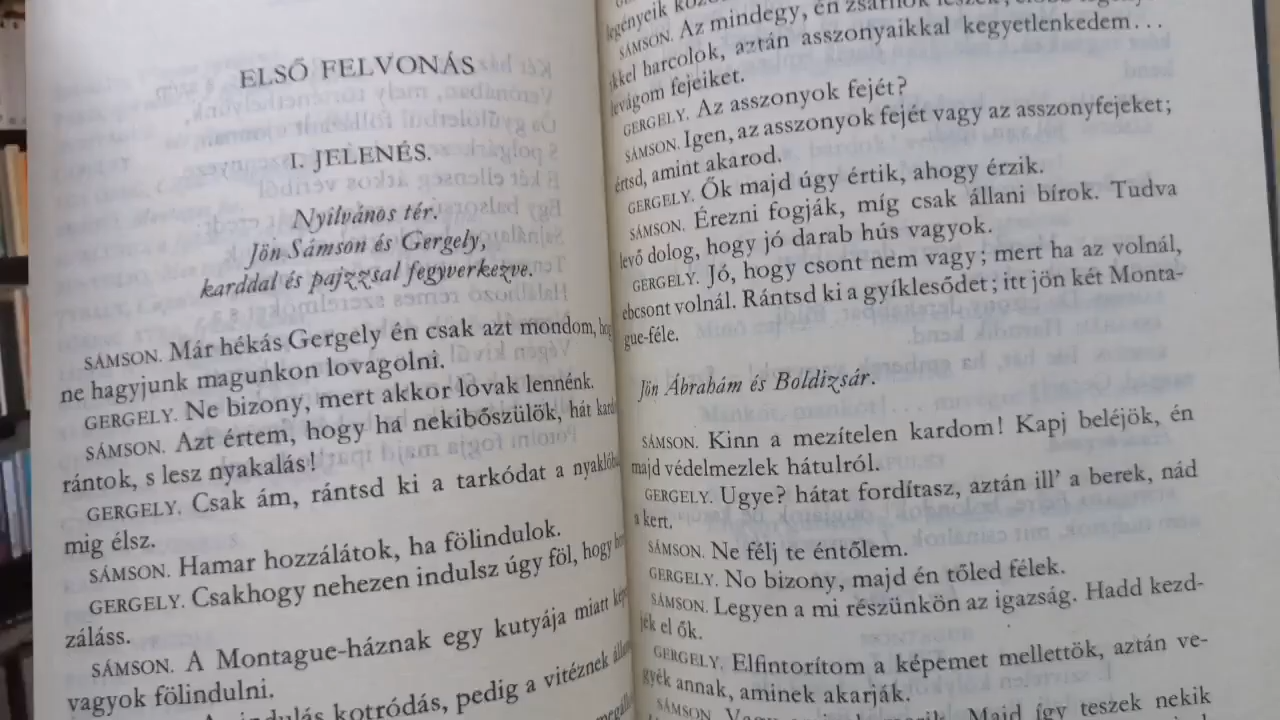 ELSŐ FELVONÁS
I. JELENÉS.
Nyilvános tér.
Jön Sámson és Gergely,
karddal és pajzzsal fegyverkezve.
SÁMSON. Már hékás Gergely én csak azt mondom,
ne hagyjunk magunkon lovagolni.
GERGELY. Ne bizony, mert akkor lovak lennénk.
SÁMSON. Azt értem, hogy ha nekibőszülök, hát
rántok, s lesz nyakalás!
GERGELY. Csak ám, rántsd ki a tarkódat a
mig élsz.
SÁMSON. Hamar hozzálátok, ha fölindulok.
GERGELY. Csakhogy nehezen indulsz úgy föl, hogy
záláss.
SÁMSON. A Montague-háznak egy kutyája miatt
vagyok fölindulni.
kotródás, pedig a vitéznek
legényeik
SÁMSON. Az mindegy, én zsarnok leszek,
harcolok, aztán asszonyaikkal kegyetlenkedem...
levágom fejeiket.
GERGELY. Az asszonyok fejét?
SÁMSON. Igen, az asszonyok fejét vagy az asszonyfejeket;
értsd, amint akarod.
GERGELY. Ők majd úgy értik, ahogy érzik.
SÁMSON. Érezni fogják, míg csak állani bírok. Tudva
levő dolog, hogy jó darab hús vagyok.
GERGELY. Jó, hogy csont nem vagy; mert ha az volnál,
ebcsont volnál. Rántsd ki a gyíklesődet; itt jön két Monta-
gue-féle.
Jön Ábrahám és Boldizsár.
SÁMSON. Kinn a mezítelen kardom! Kapj beléjök, én
majd védelmezlek hátulról.
GERGELY. Ugye? hátat fordítasz, aztán ill' a berek, nád
a kert.
SÁMSON. Ne félj te éntőlem.
GERGELY. No bizony, majd én tőled félek.
SÁMSON. Legyen a mi részünkön az igazság. Hadd kezd-
jék el ők.
GERGELY. Elfintorítom a képemet mellettök, aztán ve-
gyék annak, aminek akarják.
SÁMSON. Majd így teszek nekik